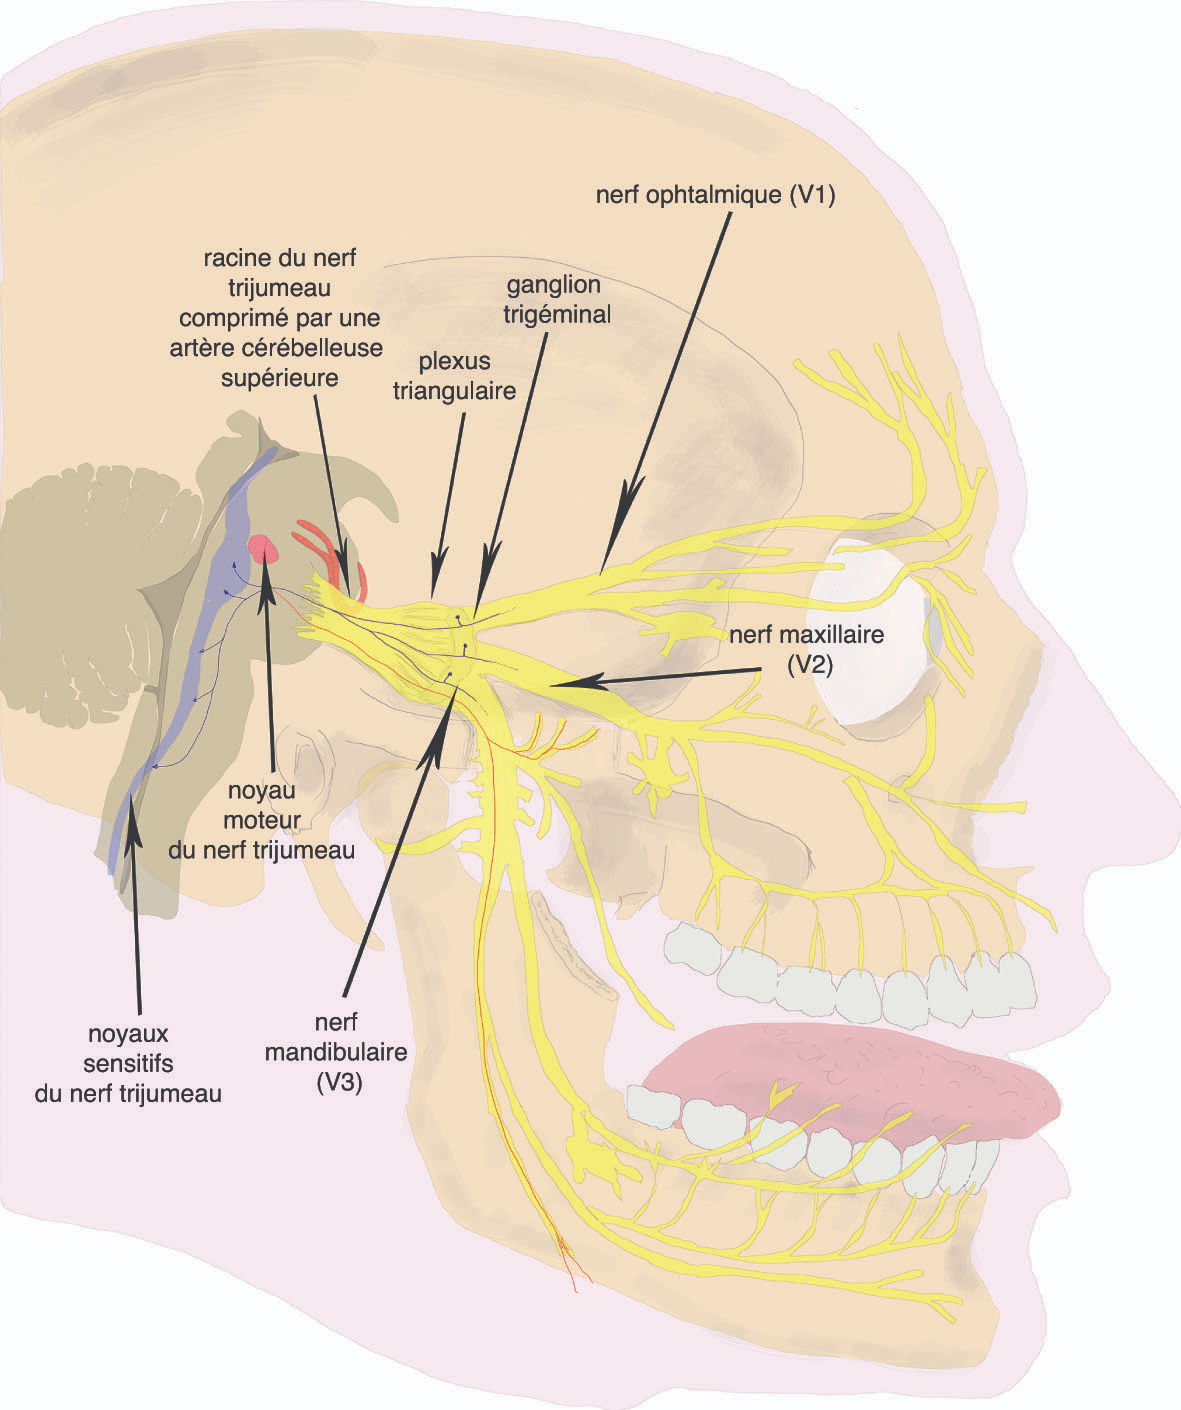 nerf ophtalmique (V1)
racine du nerf
trijumeau
comprimé par une
artère cérébelleuse
supérieure
ganglion
trigéminal
plexus
triangulaire
nerf maxillaire
(V2)
noyau
moteur
du nerf trijumeau
nerf
mandibulaire
(V3)
noyaux
sensitifs
du nerf trijumeau